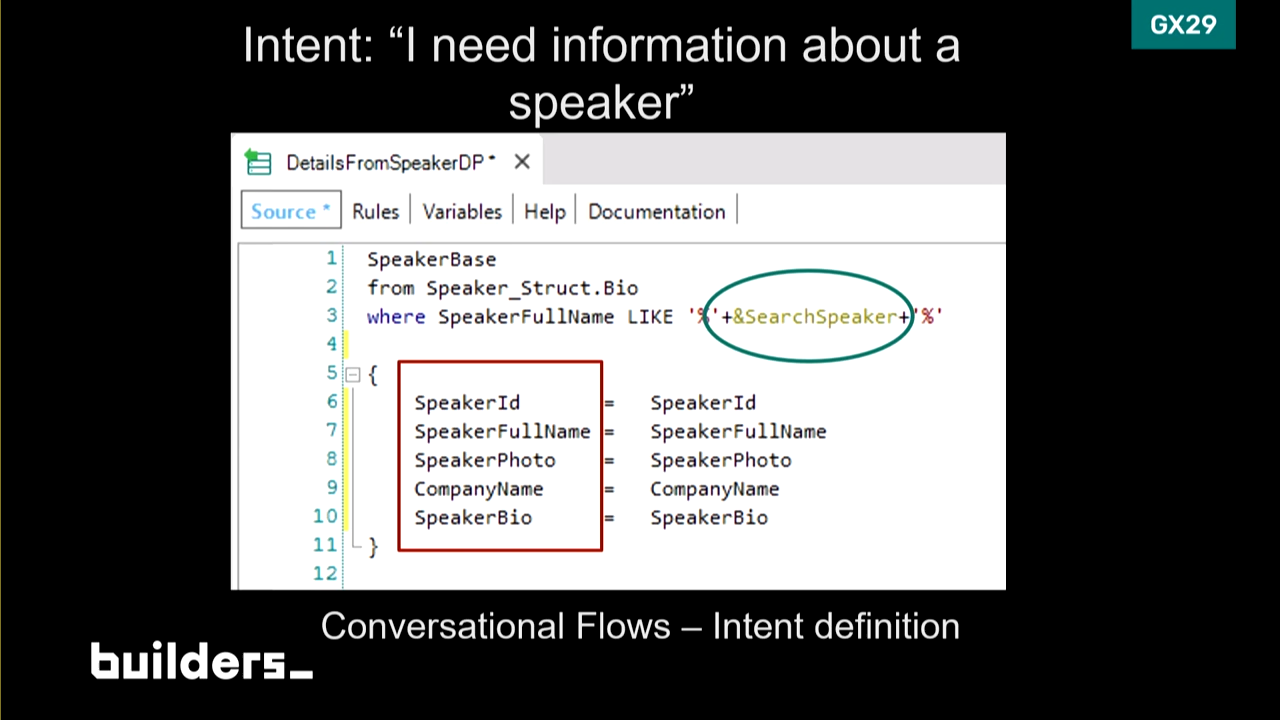 GX29
Intent: “I need information about a
speaker”
DetailsFromSpeakerDP *
Source * Rules Variables Help Documentation
1 SpeakerBase
2 from Speaker_Struct.Bio
3 where SpeakerFullName LIKE '%'+&SearchSpeaker+'%'
4
5 {
6 SpeakerId = SpeakerId
7 SpeakerFullName = SpeakerFullName
8 SpeakerPhoto = SpeakerPhoto
9 CompanyName = CompanyName
10 SpeakerBio = SpeakerBio
11 }
12
Conversational Flows – Intent definition
builders_